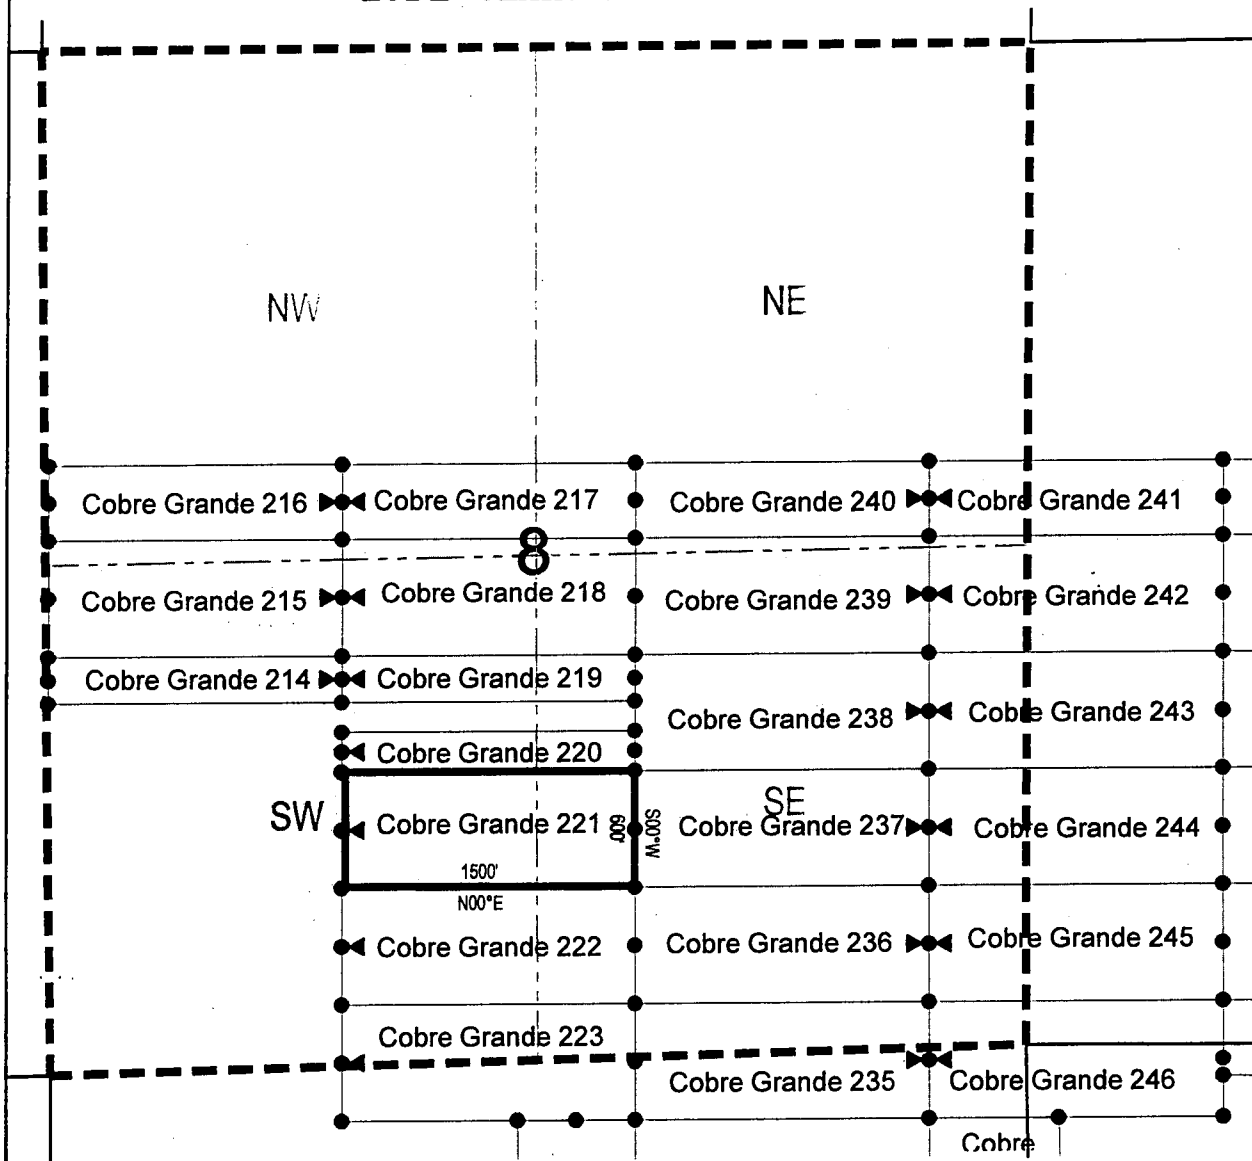 NW
NE
Cobre Grande 216
Cobre Grande 217
Cobre Grande 240
Cobre Grande 241
8
Cobre Grande 215
Cobre Grande 218
Cobre Grande 239
Cobre Grande 242
Cobre Grande 214
Cobre Grande 219
Cobre Grande 238
Cobre Grande 243
Cobre Grande 220
SW
SE
Cobre Grande 221
600'
S00°W
Cobre Grande 237
Cobre Grande 244
1500'
N00°E
Cobre Grande 222
Cobre Grande 236
Cobre Grande 245
Cobre Grande 223
Cobre Grande 235
Cobre Grande 246
Cobre